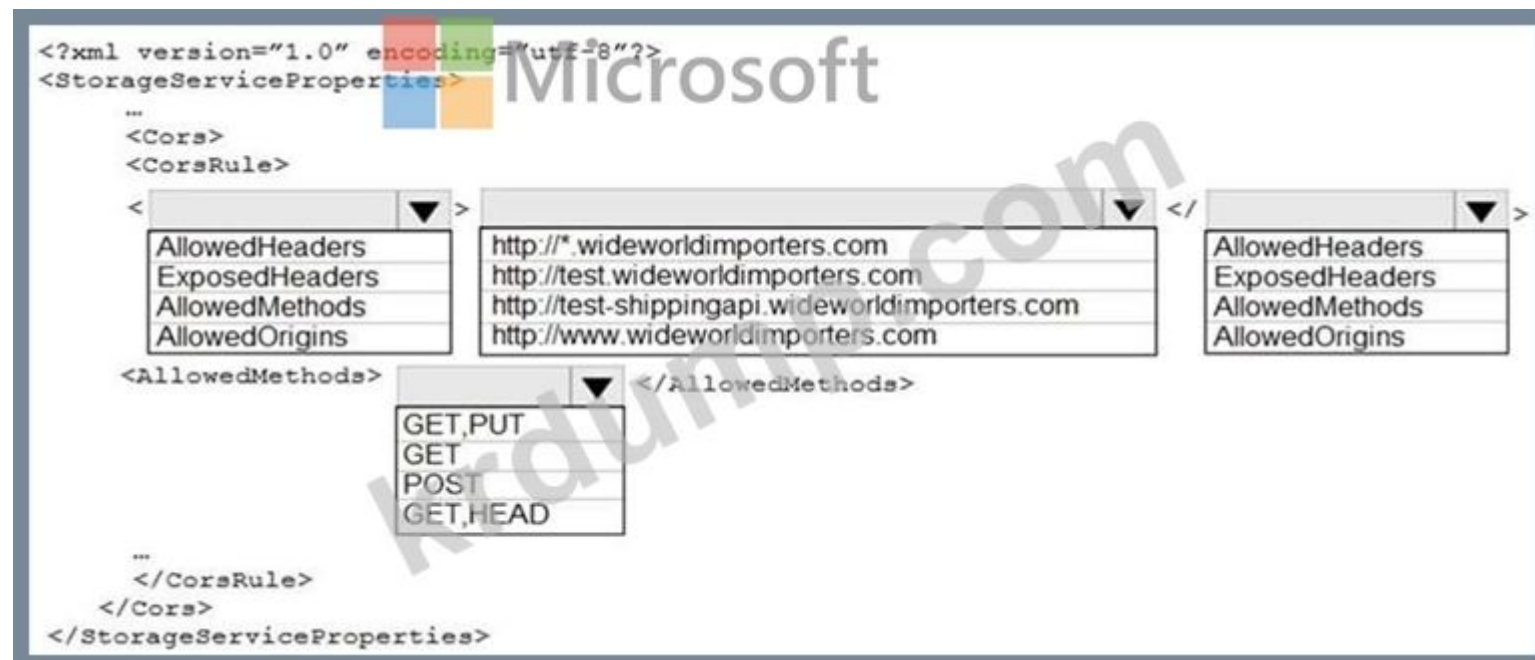 <?xml version="1.0" encoding="utf-8"?>
<StorageServiceProperties>
Microsoft
...
<Cors>
<CorsRule>
< > </ >
AllowedHeaders http://*.wideworldimporters.com AllowedHeaders
ExposedHeaders http://test.wideworldimporters.com ExposedHeaders
AllowedMethods http://test-shippingapi.wideworldimporters.com AllowedMethods
AllowedOrigins http://www.wideworldimporters.com AllowedOrigins
<AllowedMethods> </AllowedMethods>
GET,PUT
GET
POST
GET,HEAD
...
</CorsRule>
</Cors>
</StorageServiceProperties>
krdump.com